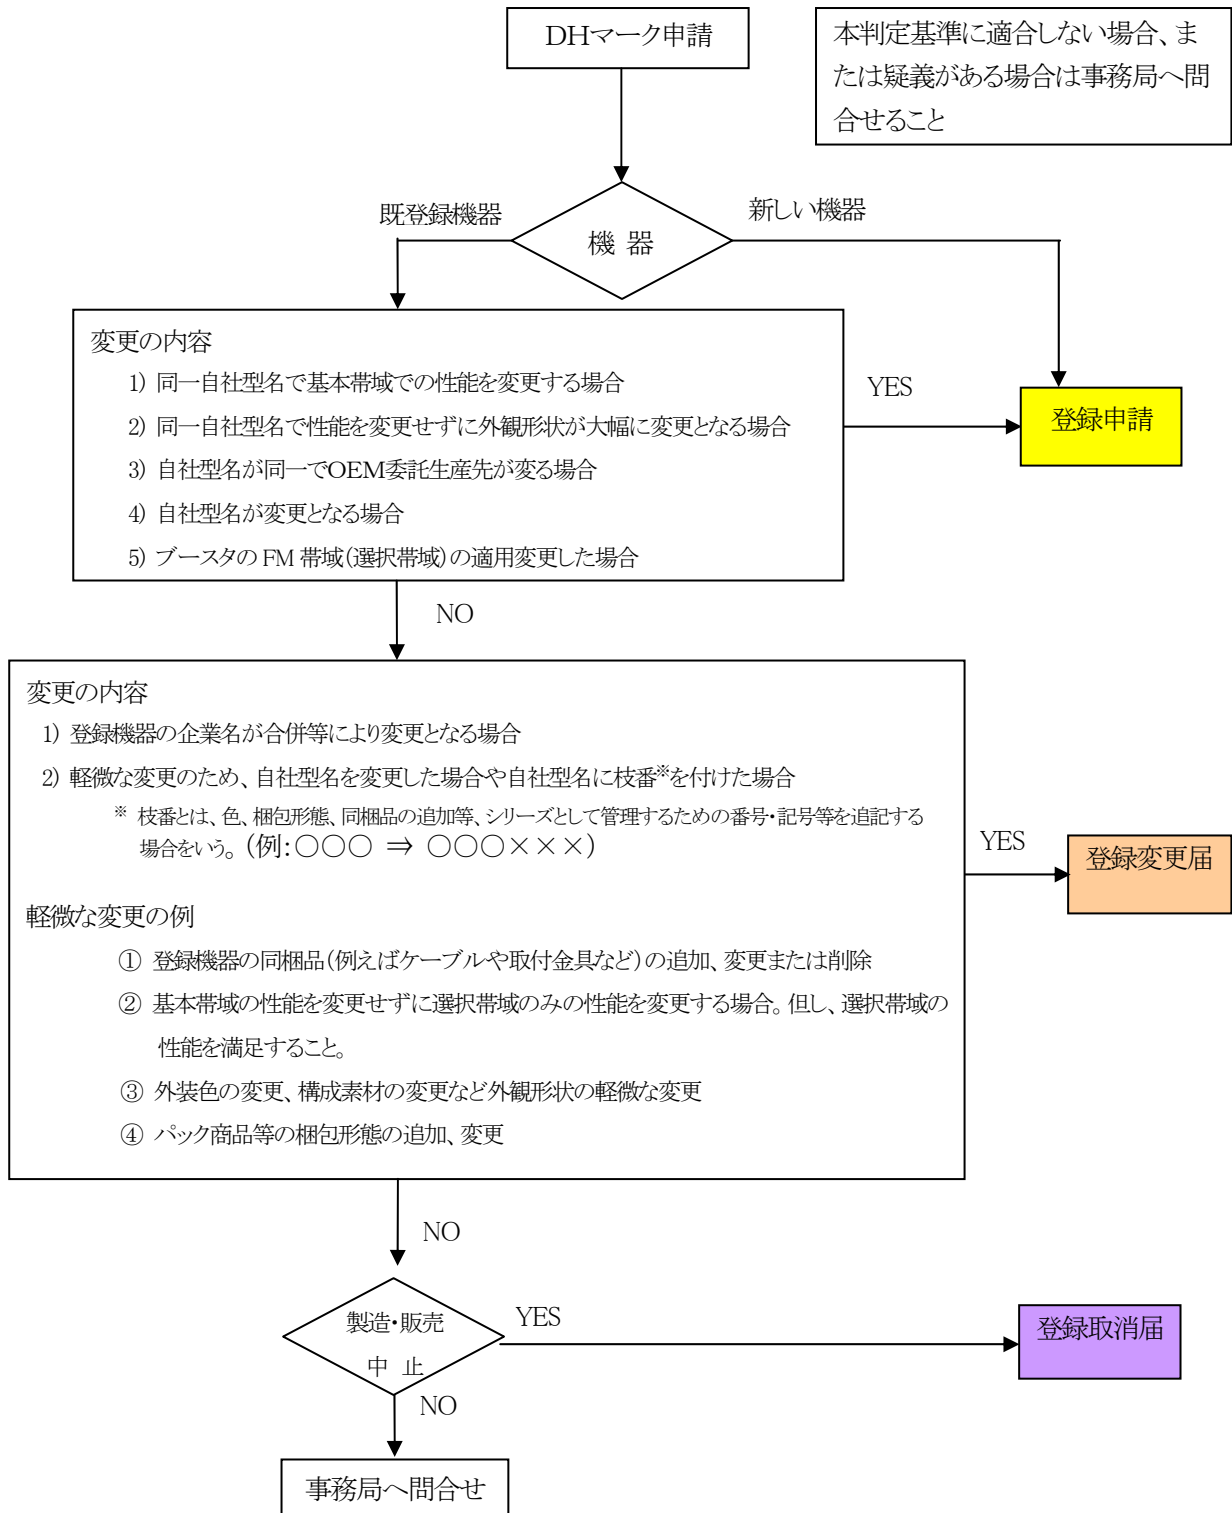 DHマーク申請
本判定基準に適合しない場合、ま
たは疑義がある場合は事務局へ問
合せること
既登録機器
新しい機器
機 器
変更の内容
1) 同一自社型名で基本帯域での性能を変更する場合
2) 同一自社型名で性能を変更せずに外観形状が大幅に変更となる場合
3) 自社型名が同一でOEM委託生産先が変る場合
4) 自社型名が変更となる場合
5) ブースタの FM 帯域(選択帯域)の適用変更した場合
YES
登録申請
NO
変更の内容
1) 登録機器の企業名が合併等により変更となる場合
2) 軽微な変更のため、自社型名を変更した場合や自社型名に枝番※を付けた場合
※ 枝番とは、色、梱包形態、同梱品の追加等、シリーズとして管理するための番号・記号等を追記する
場合をいう。(例:○○○ ⇒ ○○○×××)
軽微な変更の例
① 登録機器の同梱品(例えばケーブルや取付金具など)の追加、変更または削除
② 基本帯域の性能を変更せずに選択帯域のみの性能を変更する場合。但し、選択帯域の
性能を満足すること。
③ 外装色の変更、構成素材の変更など外観形状の軽微な変更
④ パック商品等の梱包形態の追加、変更
YES
登録変更届
NO
製造・販売
中 止
YES
登録取消届
NO
事務局へ問合せ